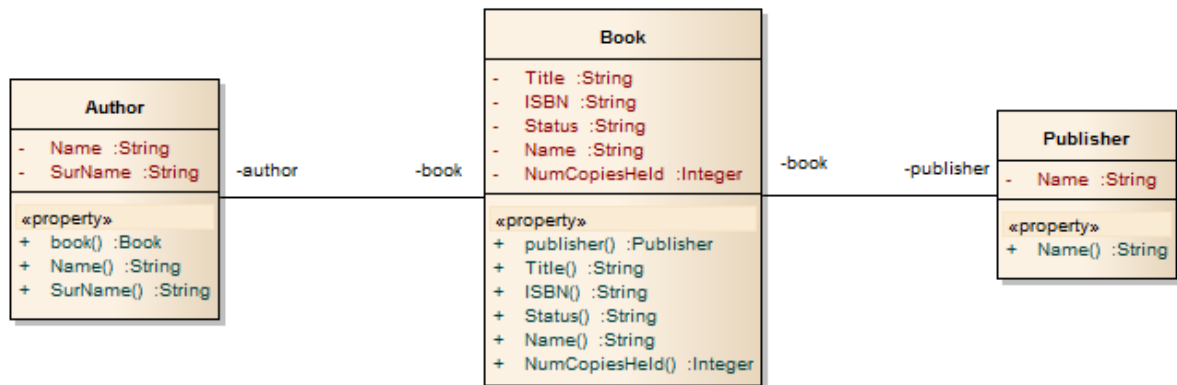 Author
- Name :String
- SurName :String
«property»
+ book() :Book
+ Name() :String
+ SurName() :String
-author
-book
Book
- Title :String
- ISBN :String
- Status :String
- Name :String
- NumCopiesHeld :Integer
«property»
+ publisher() :Publisher
+ Title() :String
+ ISBN() :String
+ Status() :String
+ Name() :String
+ NumCopiesHeld() :Integer
-book
-publisher
Publisher
- Name :String
«property»
+ Name() :String